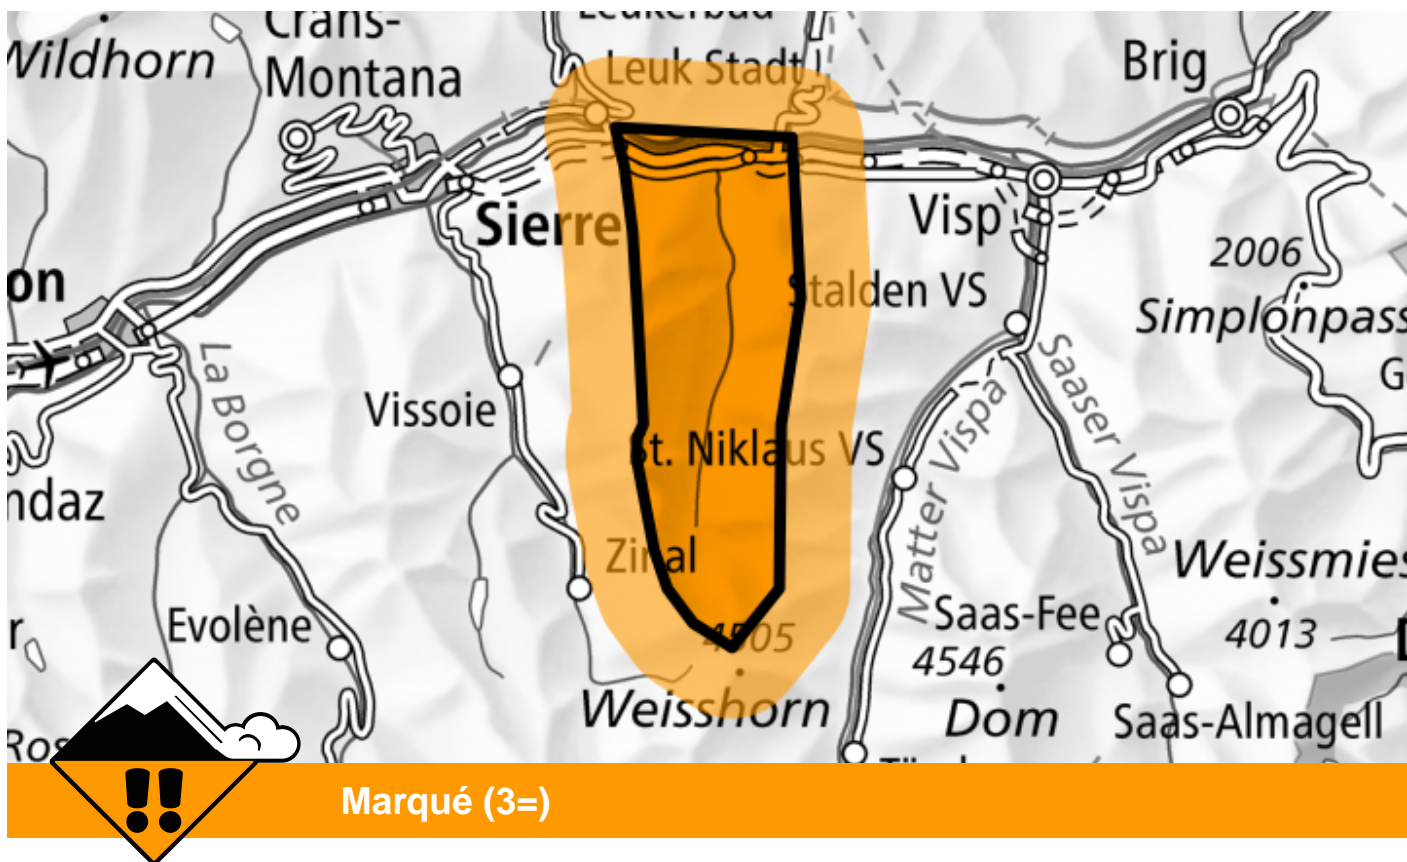 Crans-
Montana
Wildhorn
Leukerbad
Leuk Stadt
Brig
Sierre
Visp
2006
Simplonpass
Stalden VS
on
La Borgne
Vissoie
St. Niklaus VS
Matter Vispa
Saaser Vispa
G
ndaz
Zinal
Weissmies
4013
Evolène
4505
Weisshorn
Saas-Fee
4546
Dom
Saas-Almagell
r
Ros
Marqué (3=)